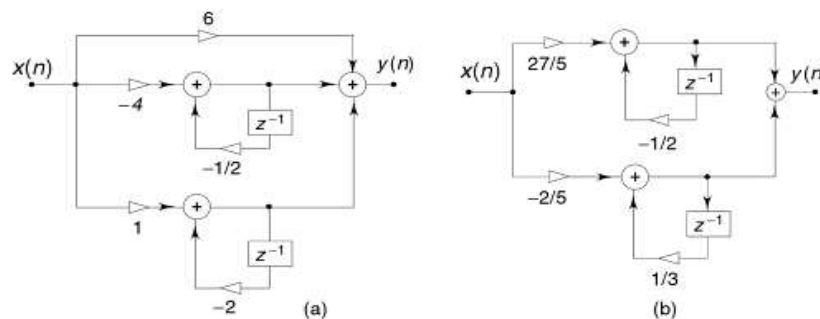 6
x(n)
-4
+
+
y(n)
z⁻¹
-1/2
1
+
z⁻¹
-2
(a)
x(n)
27/5
+
z⁻¹
-1/2
+
y(n)
-2/5
+
z⁻¹
1/3
(b)